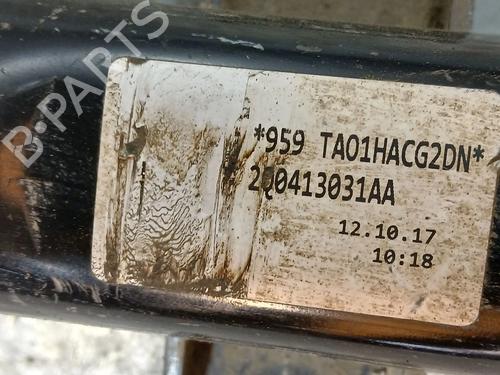 B-PARTS
*959 TA01HACG2DN*
2Q0413031AA
12.10.17
10:18